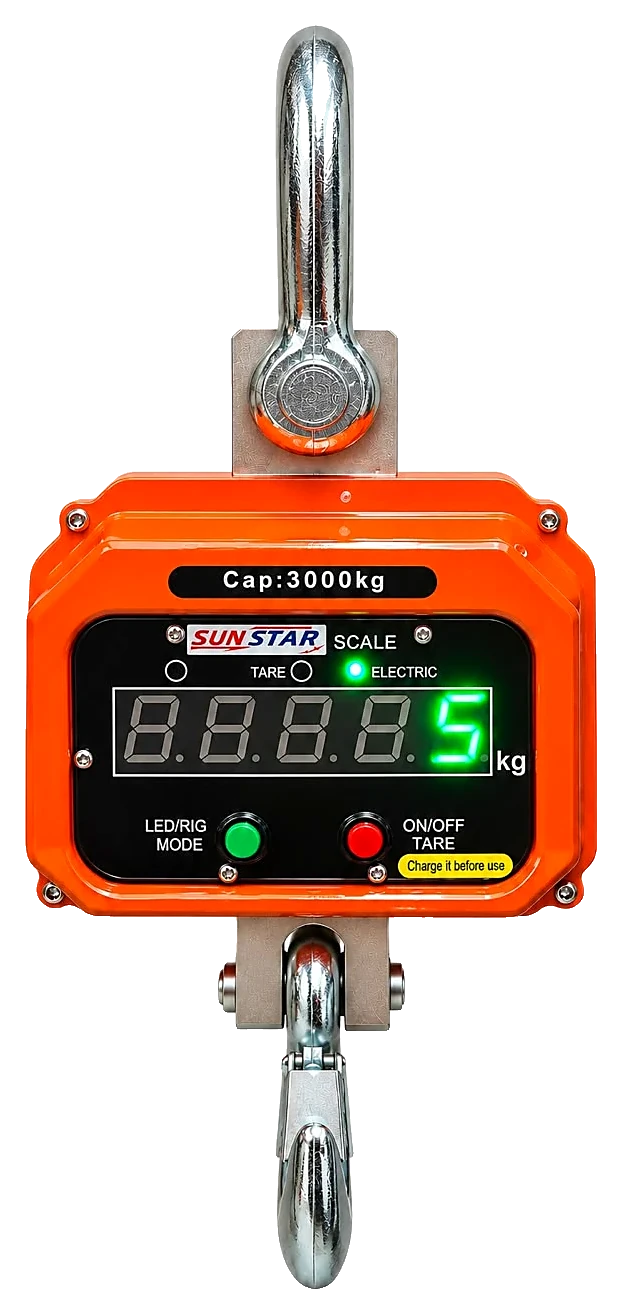 Cap:3000kg
SUNSTAR SCALE
TARE ELECTRIC
5 kg
LED/RIG MODE
ON/OFF TARE
Charge it before use